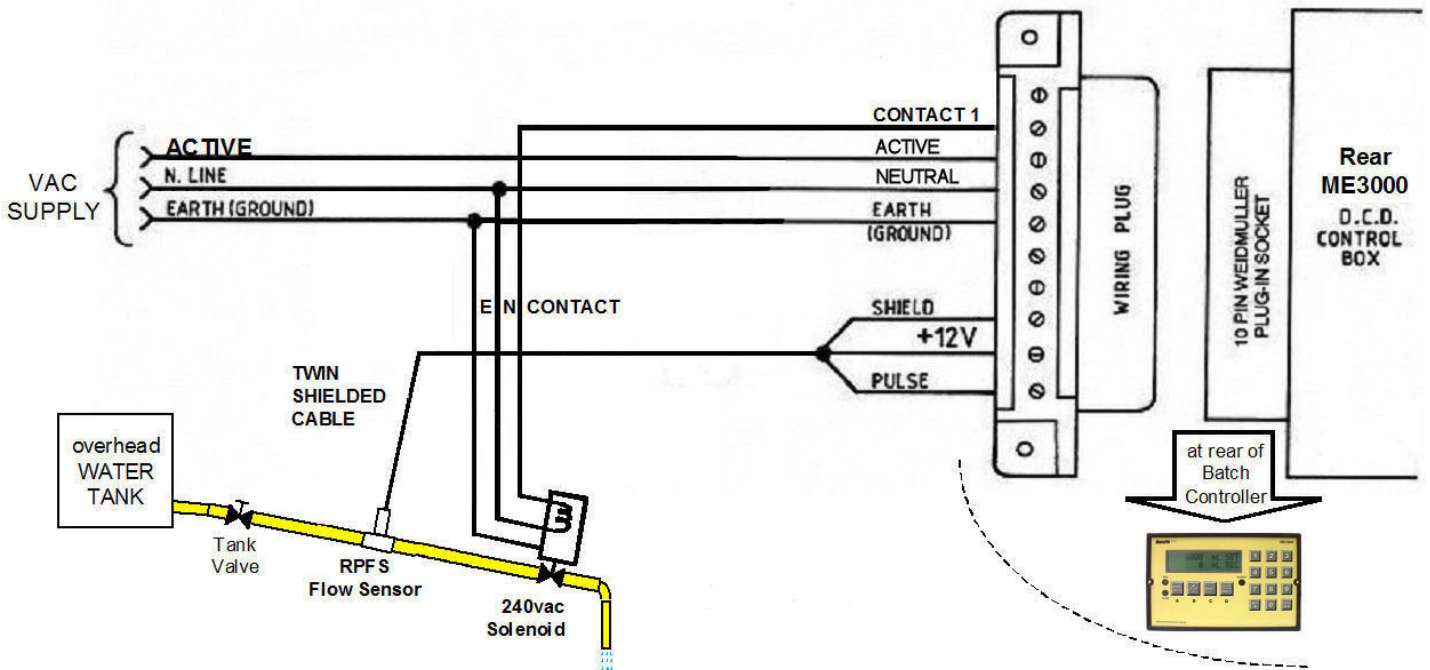 CONTACT 1
ACTIVE
ACTIVE
N. LINE
NEUTRAL
VAC
SUPPLY
EARTH (GROUND)
EARTH
(GROUND)
E N CONTACT
SHIELD
+12V
PULSE
WIRING PLUG
10 PIN WEIDMULLER
PLUG-IN SOCKET
Rear
ME3000
D.C.D.
CONTROL
BOX
TWIN
SHIELDED
CABLE
overhead
WATER
TANK
Tank
Valve
RPFS
Flow Sensor
240vac
Solenoid
at rear of
Batch
Controller
A B C D